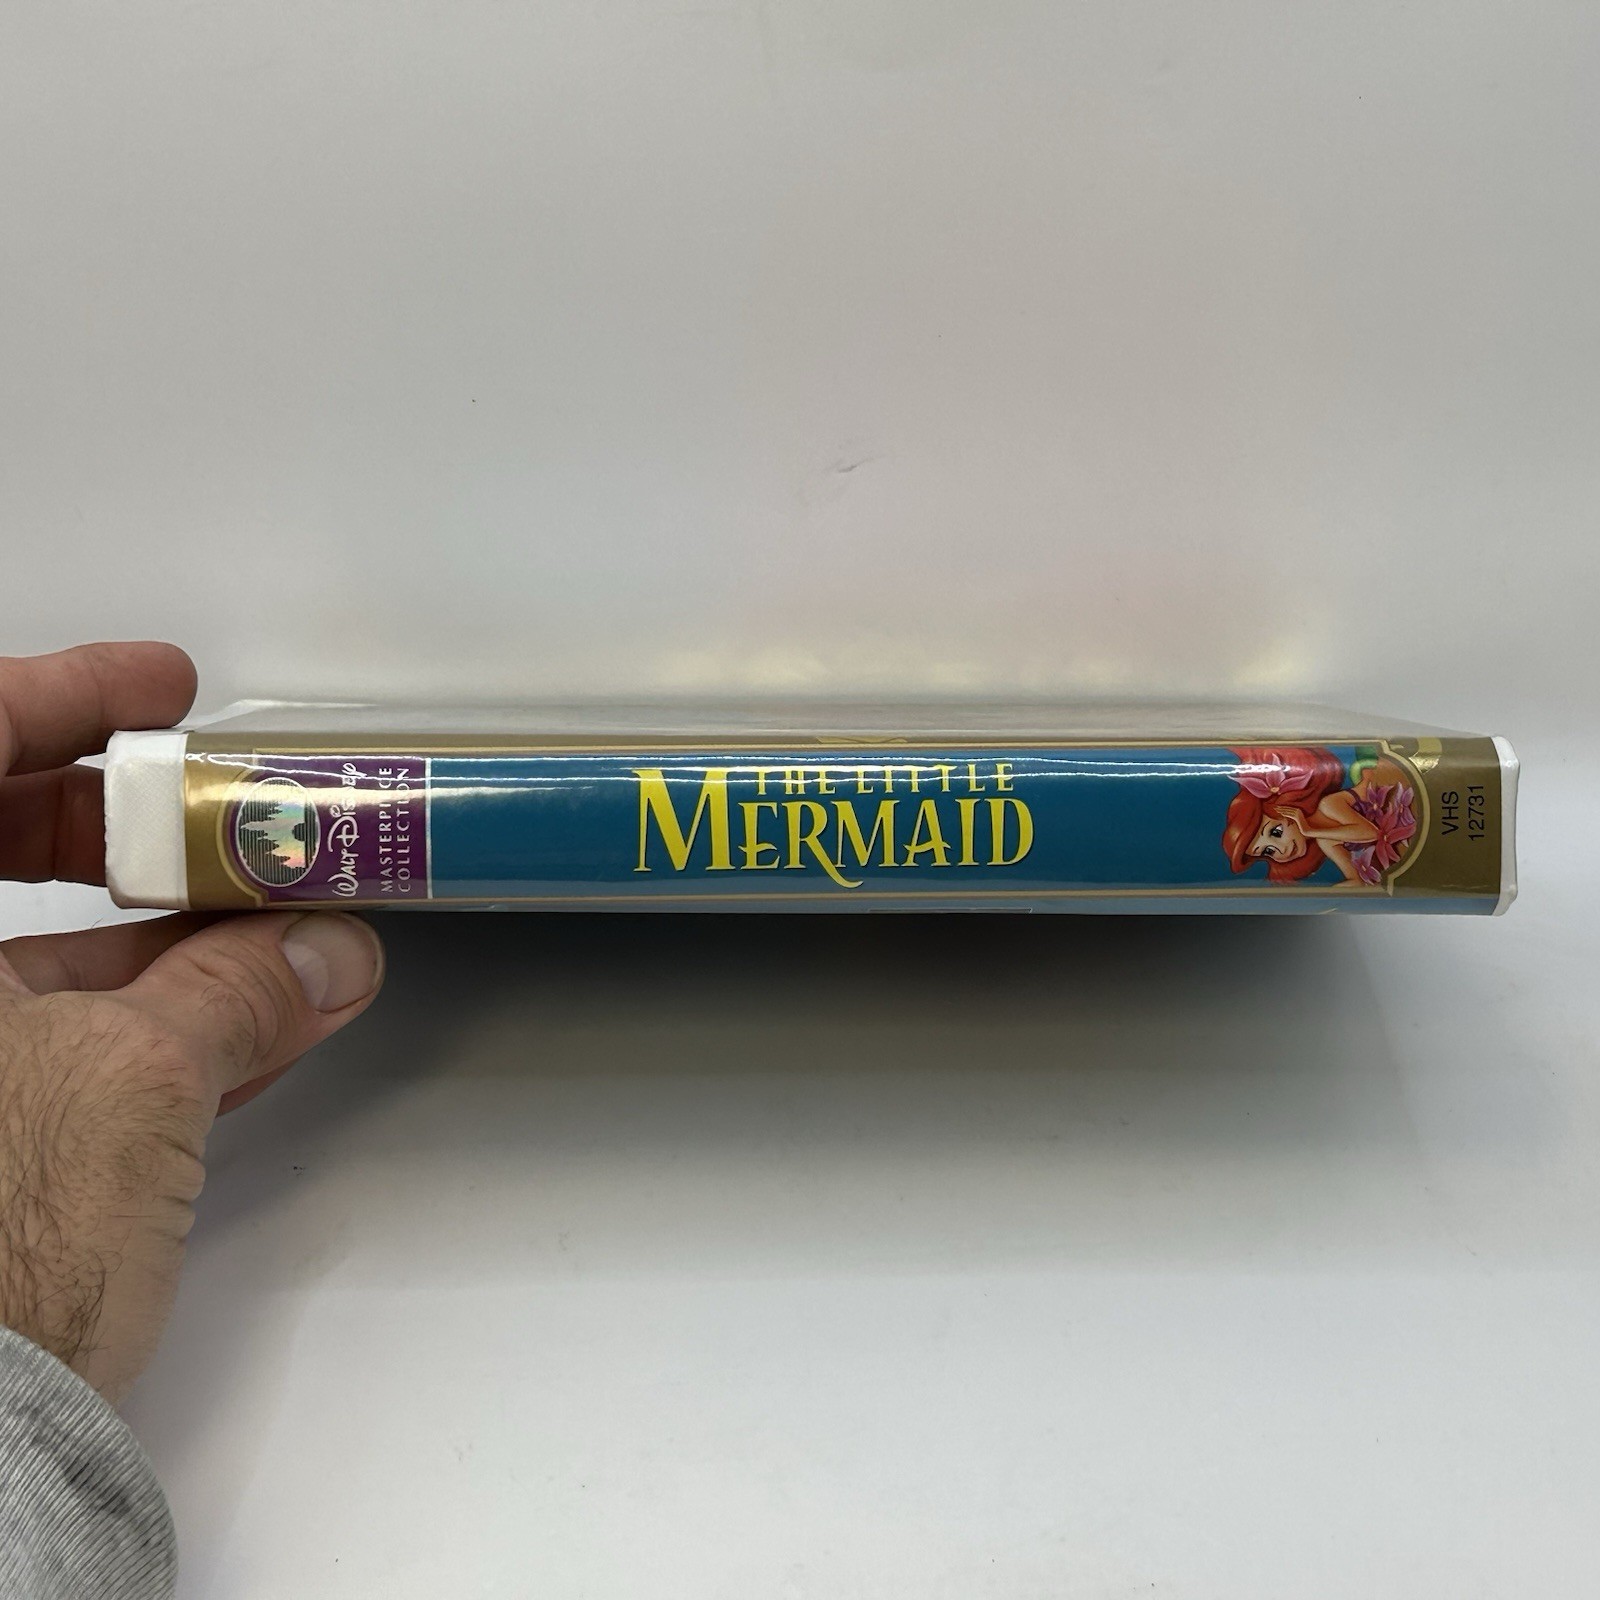 WALT DISNEY
MASTERPIECE
COLLECTION
THE LITTLE
MERMAID
VHS
12731